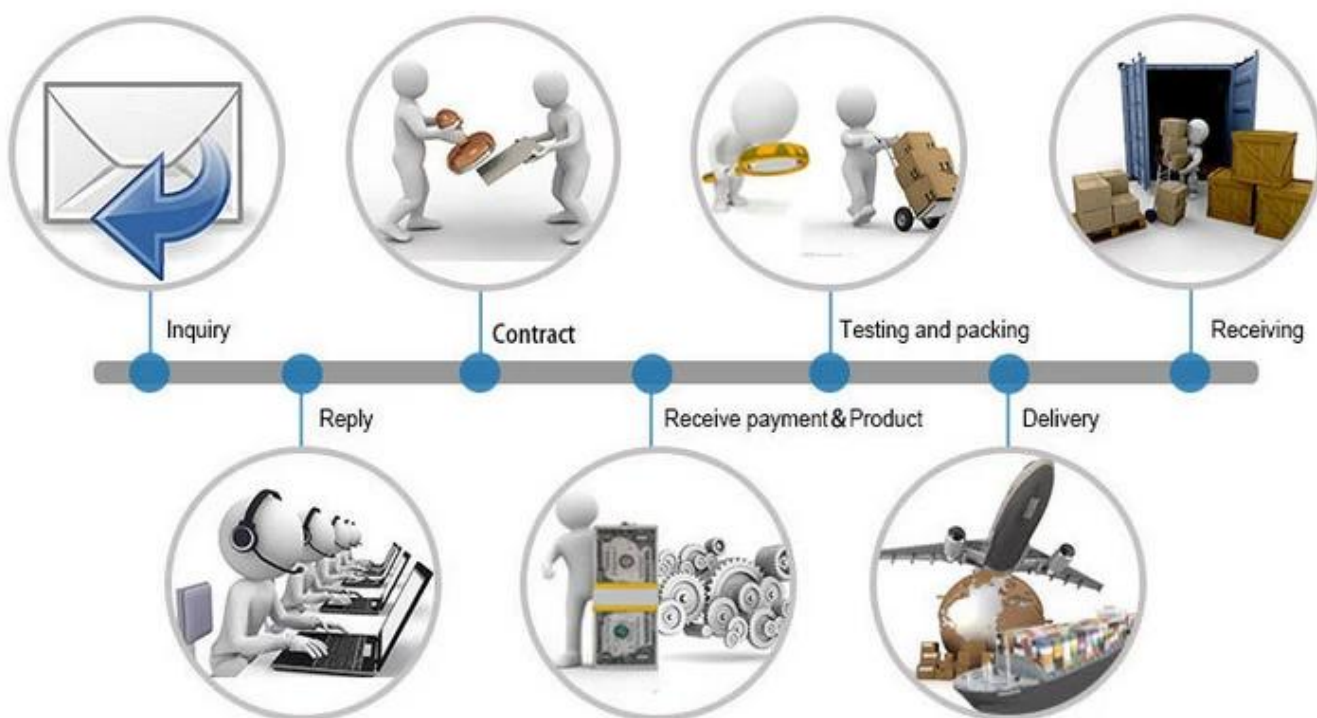 Inquiry
Reply
Contract
Receive payment & Product
Testing and packing
Delivery
Receiving